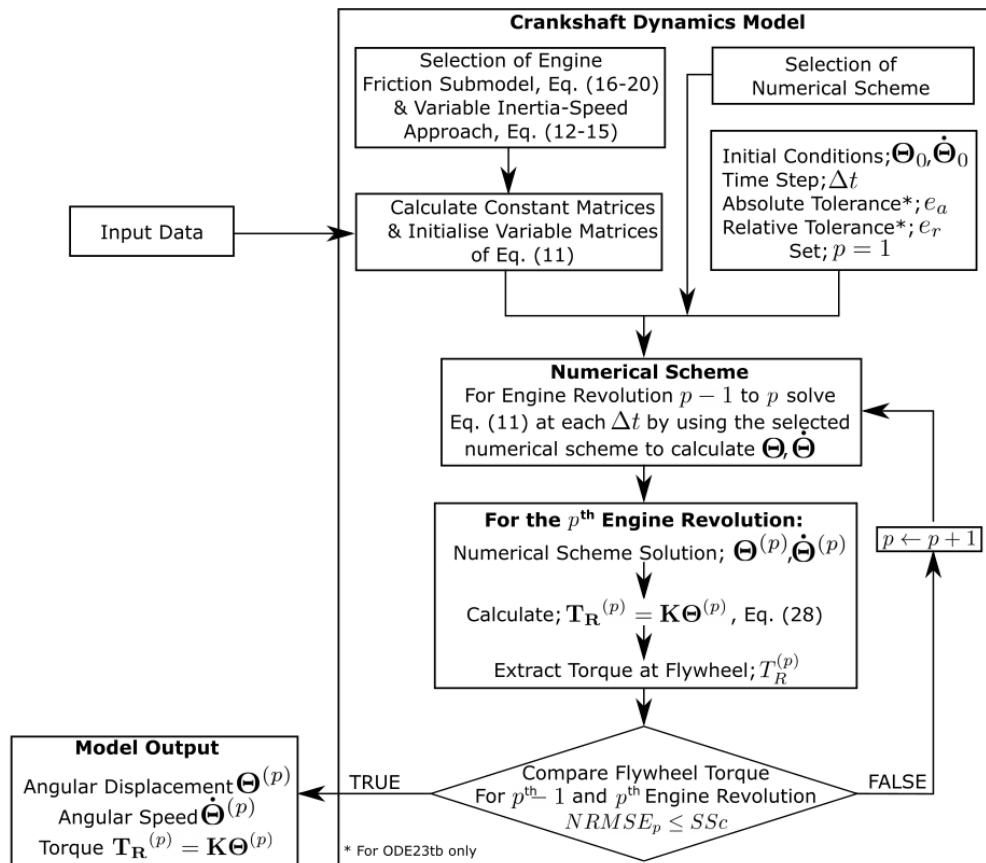 Crankshaft Dynamics Model
Selection of Engine
Friction Submodel, Eq. (16-20)
& Variable Inertia-Speed
Approach, Eq. (12-15)
Selection of
Numerical Scheme
Initial Conditions; Θ₀, Θ̇₀
Time Step; Δt
Absolute Tolerance*; eₐ
Relative Tolerance*; eᵣ
Set; p = 1
Input Data
Calculate Constant Matrices
& Initialise Variable Matrices
of Eq. (11)
Numerical Scheme
For Engine Revolution p − 1 to p solve
Eq. (11) at each Δt by using the selected
numerical scheme to calculate Θ, Θ̇
For the pᵗʰ Engine Revolution:
Numerical Scheme Solution; Θ⁽ᵖ⁾, Θ̇⁽ᵖ⁾
Calculate; T_R⁽ᵖ⁾ = KΘ⁽ᵖ⁾, Eq. (28)
Extract Torque at Flywheel; T_R⁽ᵖ⁾
p ← p + 1
Compare Flywheel Torque
For pᵗʰ− 1 and pᵗʰ Engine Revolution
NRMSEₚ ≤ SSc
TRUE
FALSE
Model Output
Angular Displacement Θ⁽ᵖ⁾
Angular Speed Θ̇⁽ᵖ⁾
Torque T_R⁽ᵖ⁾ = KΘ⁽ᵖ⁾
* For ODE23tb only